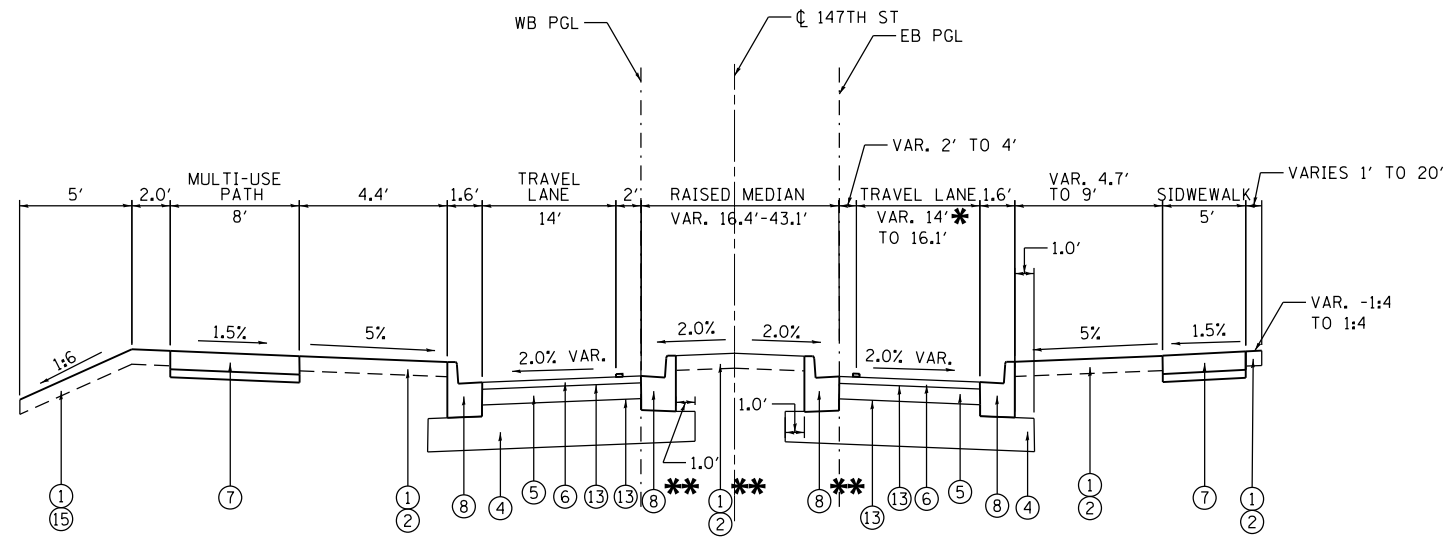 WB PGL
℄ 147TH ST
EB PGL
VAR. 2' TO 4'
5'
2.0'
MULTI-USE
PATH
8'
4.4'
1.6'
TRAVEL
LANE
14'
2'
RAISED MEDIAN
VAR. 16.4'-43.1'
TRAVEL LANE
VAR. 14' *
TO 16.1'
1.6'
VAR. 4.7'
TO 9'
SIDWEWALK
5'
VARIES 1' TO 20'
1.0'
VAR. -1:4
TO 1:4
1:6
1.5%
5%
2.0% VAR.
2.0%
2.0%
2.0% VAR.
5%
1.5%
1.0'
1.0'
1
15
7
1
2
8
4
5
6
13
13
8 **
1 **
2
8 **
13
13
6
5
8
4
1
2
7
1
2